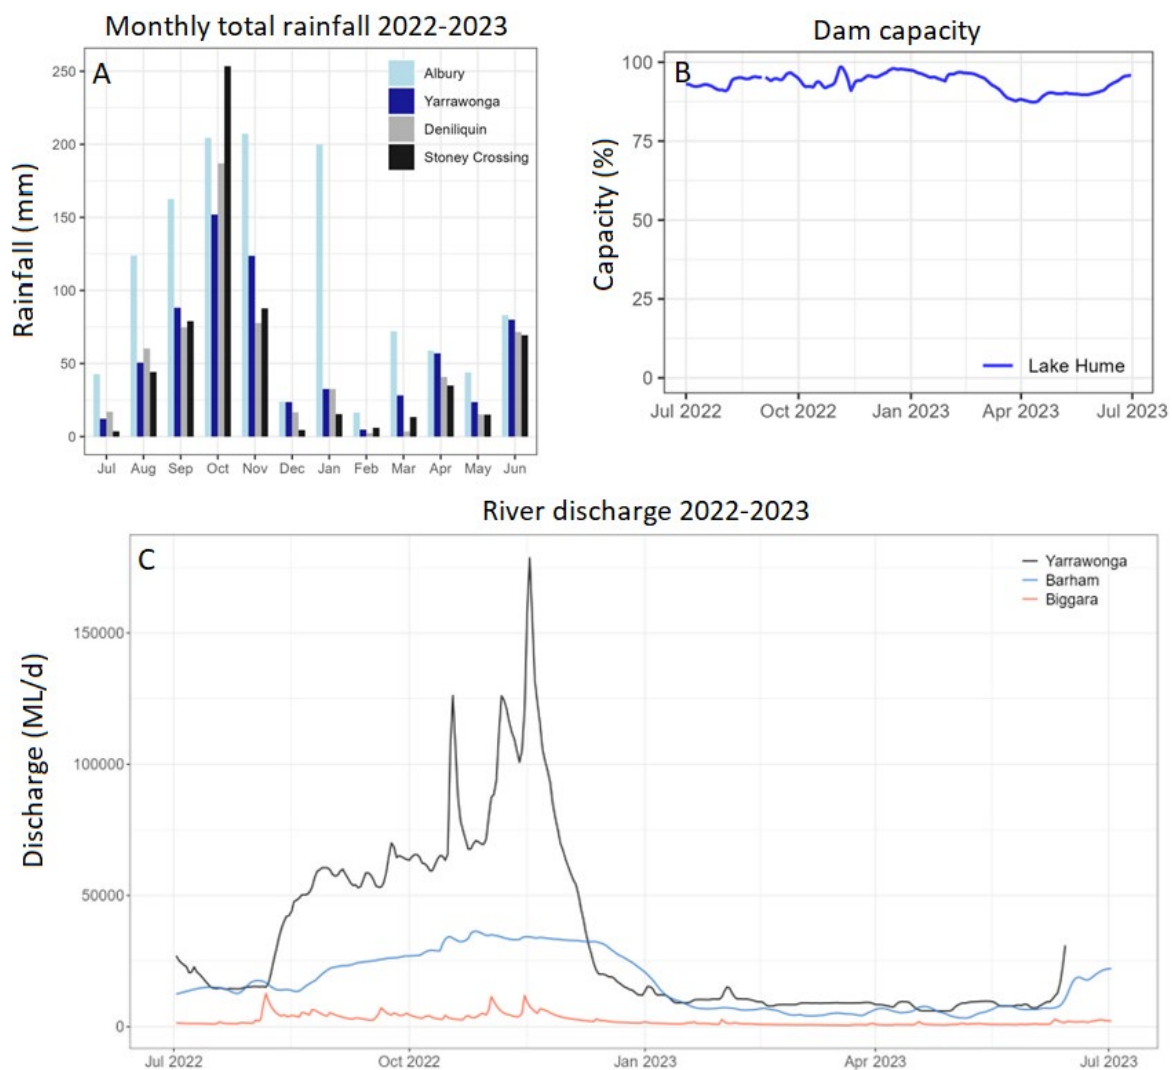 Monthly total rainfall 2022-2023
A
Albury
Yarrawonga
Deniliquin
Stoney Crossing
Rainfall (mm)
250
200
150
100
50
0
Jul Aug Sep Oct Nov Dec Jan Feb Mar Apr May Jun
Dam capacity
B
Capacity (%)
100
75
50
25
0
Lake Hume
Jul 2022 Oct 2022 Jan 2023 Apr 2023 Jul 2023
River discharge 2022-2023
C
Yarrawonga
Barham
Biggara
Discharge (ML/d)
150000
100000
50000
0
Jul 2022 Oct 2022 Jan 2023 Apr 2023 Jul 2023